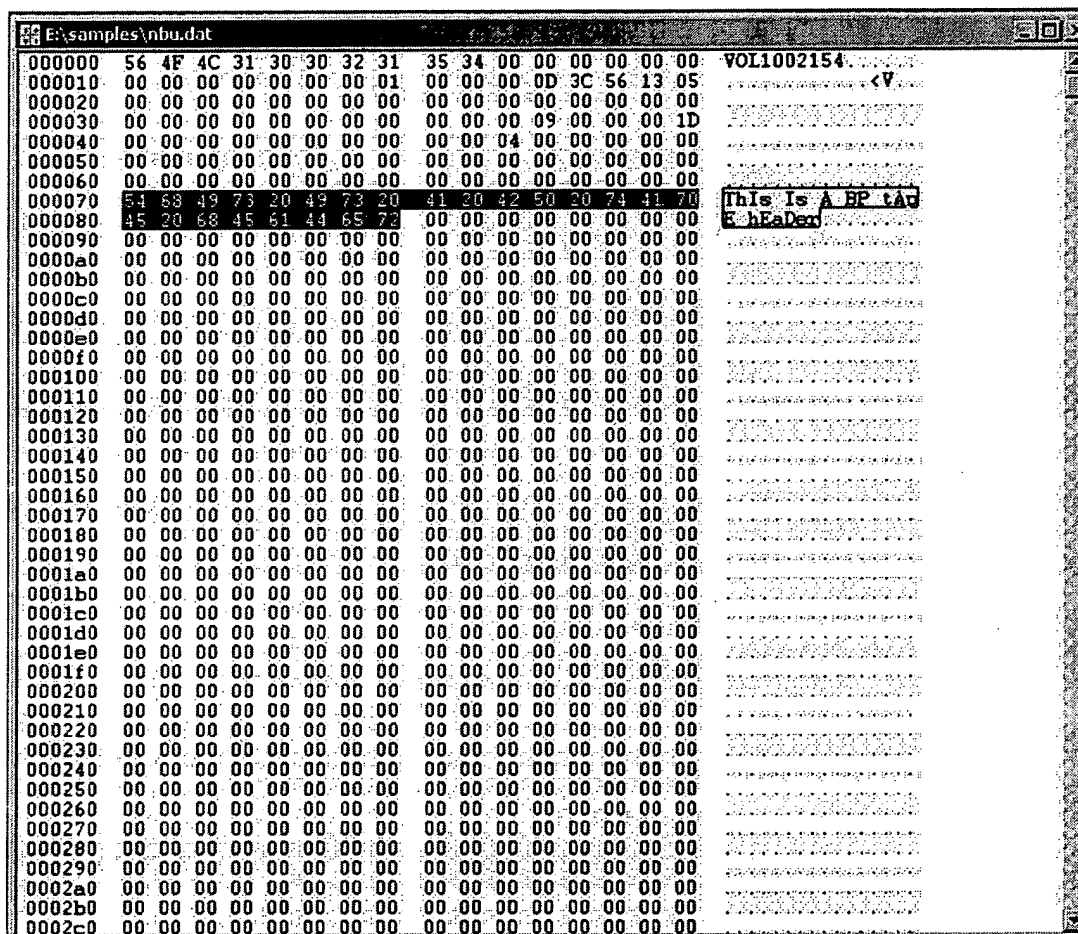 E:\samples\nbu.dat
000000 56 4F 4C 31 30 30 32 31 35 34 00 00 00 00 00 00 VOL1002154......
000010 00 00 00 00 00 00 00 01 00 00 00 0D 3C 56 13 05 ............<V..
000020 00 00 00 00 00 00 00 00 00 00 00 00 00 00 00 00 ................
000030 00 00 00 00 00 00 00 00 00 00 00 09 00 00 00 1D ................
000040 00 00 00 00 00 00 00 00 00 00 04 00 00 00 00 00 ................
000050 00 00 00 00 00 00 00 00 00 00 00 00 00 00 00 00 ................
000060 00 00 00 00 00 00 00 00 00 00 00 00 00 00 00 00 ................
000070 54 68 49 73 20 49 73 20 41 20 42 50 20 74 41 70 ThIs Is A BP tAp
000080 45 20 68 45 61 44 65 72 00 00 00 00 00 00 00 00 E hEaDer........
000090 00 00 00 00 00 00 00 00 00 00 00 00 00 00 00 00 ................
0000a0 00 00 00 00 00 00 00 00 00 00 00 00 00 00 00 00 ................
0000b0 00 00 00 00 00 00 00 00 00 00 00 00 00 00 00 00 ................
0000c0 00 00 00 00 00 00 00 00 00 00 00 00 00 00 00 00 ................
0000d0 00 00 00 00 00 00 00 00 00 00 00 00 00 00 00 00 ................
0000e0 00 00 00 00 00 00 00 00 00 00 00 00 00 00 00 00 ................
0000f0 00 00 00 00 00 00 00 00 00 00 00 00 00 00 00 00 ................
000100 00 00 00 00 00 00 00 00 00 00 00 00 00 00 00 00 ................
000110 00 00 00 00 00 00 00 00 00 00 00 00 00 00 00 00 ................
000120 00 00 00 00 00 00 00 00 00 00 00 00 00 00 00 00 ................
000130 00 00 00 00 00 00 00 00 00 00 00 00 00 00 00 00 ................
000140 00 00 00 00 00 00 00 00 00 00 00 00 00 00 00 00 ................
000150 00 00 00 00 00 00 00 00 00 00 00 00 00 00 00 00 ................
000160 00 00 00 00 00 00 00 00 00 00 00 00 00 00 00 00 ................
000170 00 00 00 00 00 00 00 00 00 00 00 00 00 00 00 00 ................
000180 00 00 00 00 00 00 00 00 00 00 00 00 00 00 00 00 ................
000190 00 00 00 00 00 00 00 00 00 00 00 00 00 00 00 00 ................
0001a0 00 00 00 00 00 00 00 00 00 00 00 00 00 00 00 00 ................
0001b0 00 00 00 00 00 00 00 00 00 00 00 00 00 00 00 00 ................
0001c0 00 00 00 00 00 00 00 00 00 00 00 00 00 00 00 00 ................
0001d0 00 00 00 00 00 00 00 00 00 00 00 00 00 00 00 00 ................
0001e0 00 00 00 00 00 00 00 00 00 00 00 00 00 00 00 00 ................
0001f0 00 00 00 00 00 00 00 00 00 00 00 00 00 00 00 00 ................
000200 00 00 00 00 00 00 00 00 00 00 00 00 00 00 00 00 ................
000210 00 00 00 00 00 00 00 00 00 00 00 00 00 00 00 00 ................
000220 00 00 00 00 00 00 00 00 00 00 00 00 00 00 00 00 ................
000230 00 00 00 00 00 00 00 00 00 00 00 00 00 00 00 00 ................
000240 00 00 00 00 00 00 00 00 00 00 00 00 00 00 00 00 ................
000250 00 00 00 00 00 00 00 00 00 00 00 00 00 00 00 00 ................
000260 00 00 00 00 00 00 00 00 00 00 00 00 00 00 00 00 ................
000270 00 00 00 00 00 00 00 00 00 00 00 00 00 00 00 00 ................
000280 00 00 00 00 00 00 00 00 00 00 00 00 00 00 00 00 ................
000290 00 00 00 00 00 00 00 00 00 00 00 00 00 00 00 00 ................
0002a0 00 00 00 00 00 00 00 00 00 00 00 00 00 00 00 00 ................
0002b0 00 00 00 00 00 00 00 00 00 00 00 00 00 00 00 00 ................
0002c0 00 00 00 00 00 00 00 00 00 00 00 00 00 00 00 00 ................